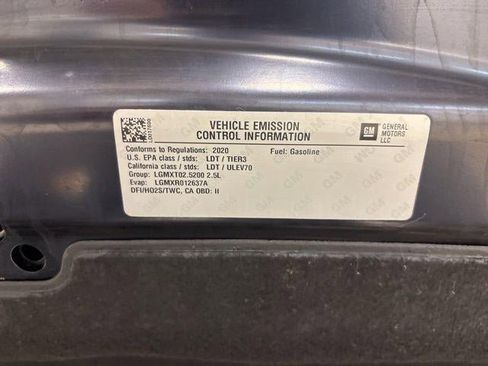 VEHICLE EMISSION
CONTROL INFORMATION
GM
GENERAL
MOTORS
LLC
Conforms to Regulations: 2020 Fuel: Gasoline
U.S. EPA class / stds: LDT / TIER3
California class / stds: LDT / ULEV70
Group: LGMXT02.5200 2.5L
Evap: LGMXR012637A
DFI/HO2S/TWC, CA OBD: II